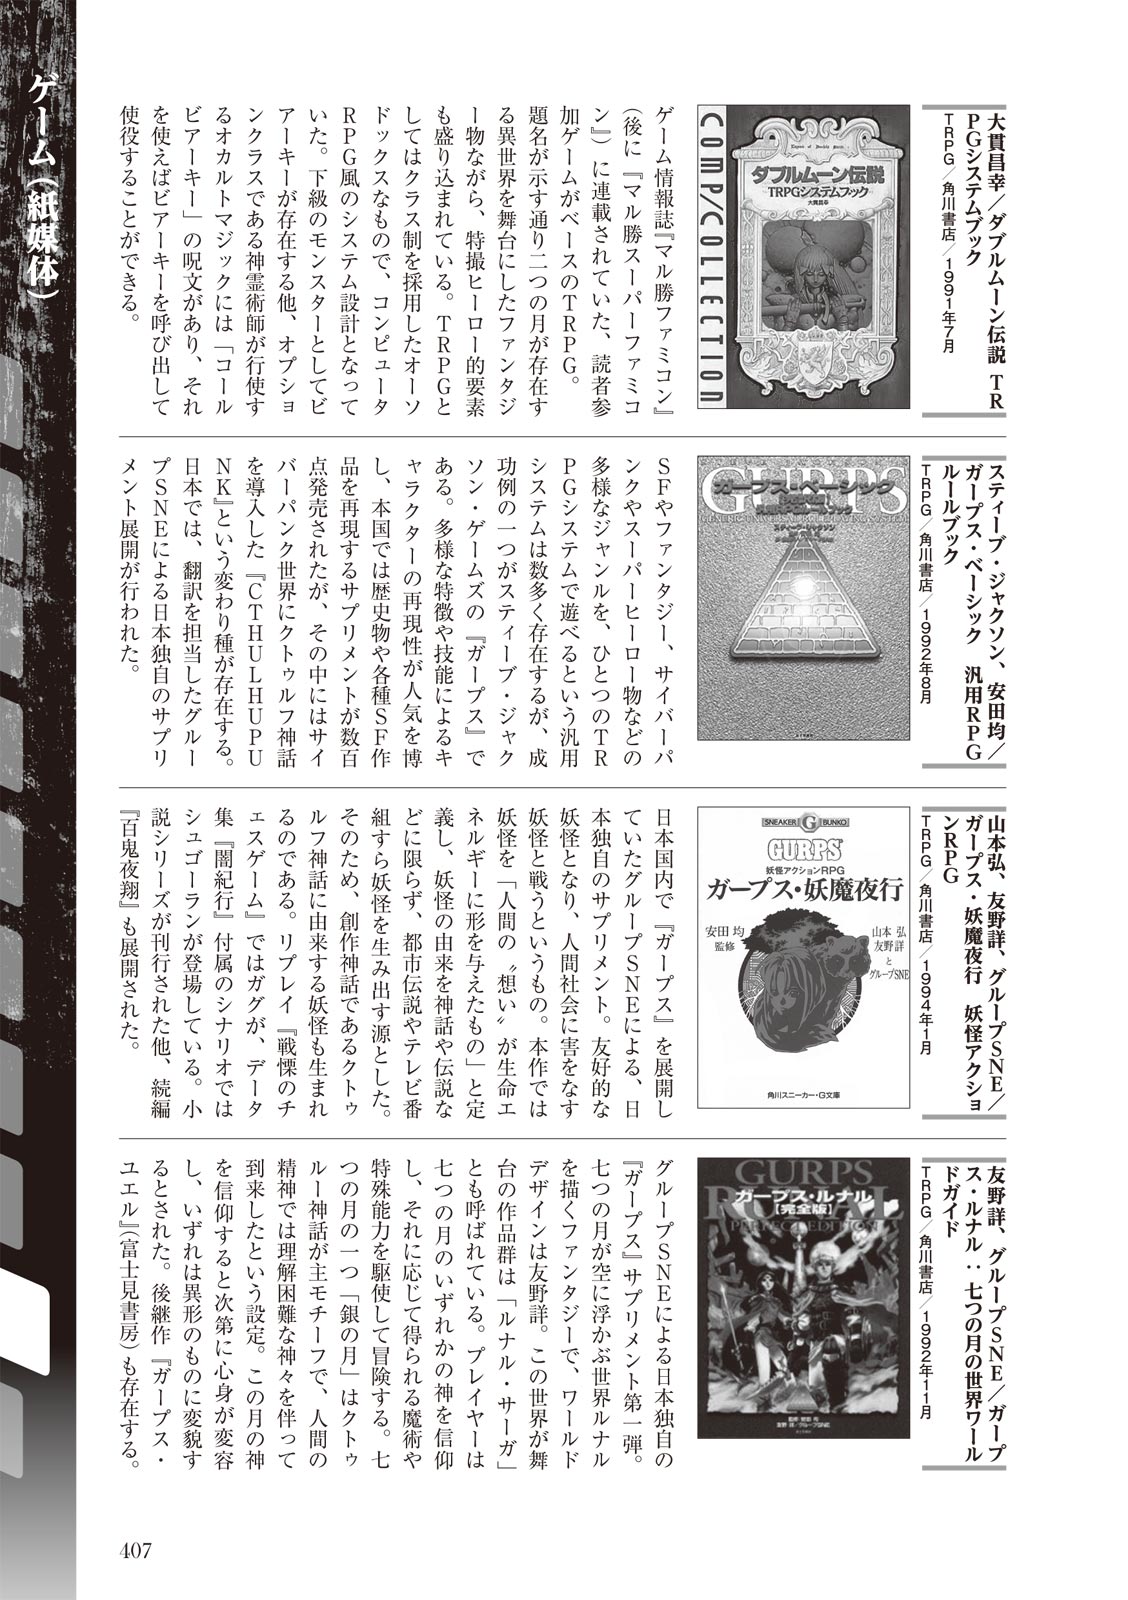 ゲーム（紙媒体）
大貫昌幸／ダブルムーン伝説　TR
PGシステムブック
TRPG／角川書店／1991年7月
COMP/COLLECTION
ダブルムーン伝説
TRPGシステムブック
大貫昌幸
ゲーム情報誌『マル勝ファミコン』
（後に『マル勝スーパーファミコ
ン』）に連載されていた、読者参
加ゲームがベースのTRPG。
題名が示す通り二つの月が存在す
る異世界を舞台にしたファンタジ
ー物ながら、特撮ヒーロー的要素
も盛り込まれている。TRPGと
してはクラス制を採用したオーソ
ドックスなもので、コンピュータ
RPG風のシステム設計となって
いた。下級のモンスターとしてビ
アーキーが存在する他、オプショ
ンクラスである神霊術師が行使す
るオカルトマジックには「コール
ビアーキー」の呪文があり、それ
を使えばビアーキーを呼び出して
使役することができる。
スティーブ・ジャクソン、安田均／
ガープス・ベーシック　汎用RPG
ルールブック
TRPG／角川書店／1992年8月
GURPS
ガープス・ベーシック
SFやファンタジー、サイバーパ
ンクやスーパーヒーロー物などの
多様なジャンルを、ひとつのTR
PGシステムで遊べるという汎用
システムは数多く存在するが、成
功例の一つがスティーブ・ジャク
ソン・ゲームズの『ガープス』で
ある。多様な特徴や技能によるキ
ャラクターの再現性が人気を博
し、本国では歴史物や各種SF作
品を再現するサプリメントが数百
点発売されたが、その中にはサイ
バーパンク世界にクトゥルフ神話
を導入した『CTHULHUPU
NK』という変わり種が存在する。
日本では、翻訳を担当したグルー
プSNEによる日本独自のサプリ
メント展開が行われた。
山本弘、友野詳、グループSNE／
ガープス・妖魔夜行　妖怪アクショ
ンRPG
TRPG／角川書店／1994年1月
SNEAKER G BUNKO
GURPS
妖怪アクションRPG
ガープス・妖魔夜行
安田 均
監修
山本 弘
友野 詳
と
グループSNE
角川スニーカー・G文庫
日本国内で『ガープス』を展開し
ていたグループSNEによる、日
本独自のサプリメント。友好的な
妖怪となり、人間社会に害をなす
妖怪と戦うというもの。本作では
妖怪を「人間の〝想い〟が生命エ
ネルギーに形を与えたもの」と定
義し、妖怪の由来を神話や伝説な
どに限らず、都市伝説やテレビ番
組すら妖怪を生み出す源とした。
そのため、創作神話であるクトゥ
ルフ神話に由来する妖怪も生まれ
るのである。リプレイ『戦慄のチ
ェスゲーム』ではガグが、データ
集『闇紀行』付属のシナリオでは
シュゴーランが登場している。小
説シリーズが刊行された他、続編
『百鬼夜翔』も展開された。
友野詳、グループSNE／ガープ
ス・ルナル：七つの月の世界ワール
ドガイド
TRPG／角川書店／1992年11月
GURPS
RUNAL
ガープス・ルナル
【完全版】
PERFECT EDITION
グループSNEによる日本独自の
『ガープス』サプリメント第一弾。
七つの月が空に浮かぶ世界ルナル
を描くファンタジーで、ワールド
デザインは友野詳。この世界が舞
台の作品群は「ルナル・サーガ」
とも呼ばれている。プレイヤーは
七つの月のいずれかの神を信仰
し、それに応じて得られる魔術や
特殊能力を駆使して冒険する。七
つの月の一つ「銀の月」はクトゥ
ルー神話が主モチーフで、人間の
精神では理解困難な神々を伴って
到来したという設定。この月の神
を信仰すると次第に心身が変容
し、いずれは異形のものに変貌す
るとされた。後継作『ガープス・
ユエル』（富士見書房）も存在する。
407